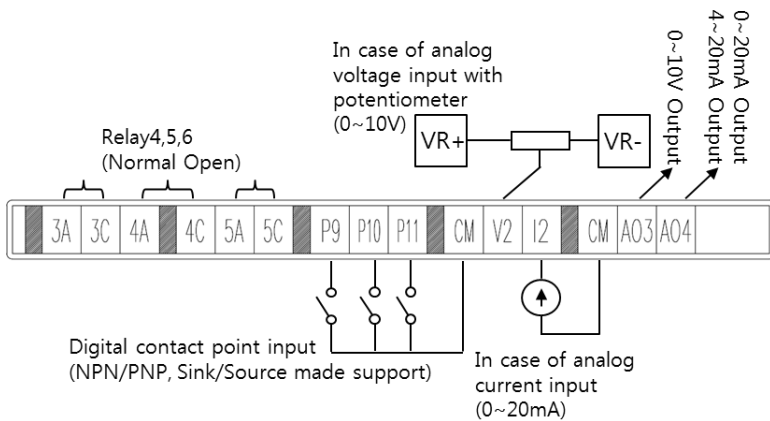 In case of analog
voltage input with
potentiometer
(0~10V)
VR+
VR-
0~10V Output
0~20mA Output
4~20mA Output
Relay4,5,6
(Normal Open)
3A 3C 4A 4C 5A 5C P9 P10 P11 CM V2 I2 CM AO3 AO4
Digital contact point input
(NPN/PNP, Sink/Source made support)
In case of analog
current input
(0~20mA)